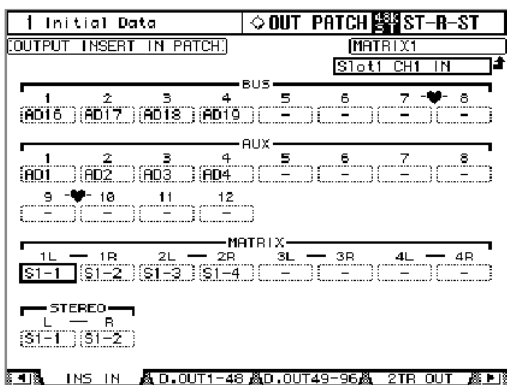 1 Initial Data ◇OUT PATCH 48K ST ST-R-ST
OUTPUT INSERT IN PATCH MATRIX1
Slot1 CH1 IN
BUS
1 2 3 4 5 6 7 -♥- 8
AD16 AD17 AD18 AD19 - - - -
AUX
1 2 3 4 5 6 7 8
AD1 AD2 AD3 AD4 - - - -
9 -♥- 10 11 12
- - - -
MATRIX
1L — 1R 2L — 2R 3L — 3R 4L — 4R
S1-1 S1-2 S1-3 S1-4 - - - -
STEREO
L — R
S1-1 S1-2
INS IN D.OUT1-48 D.OUT49-96 2TR OUT